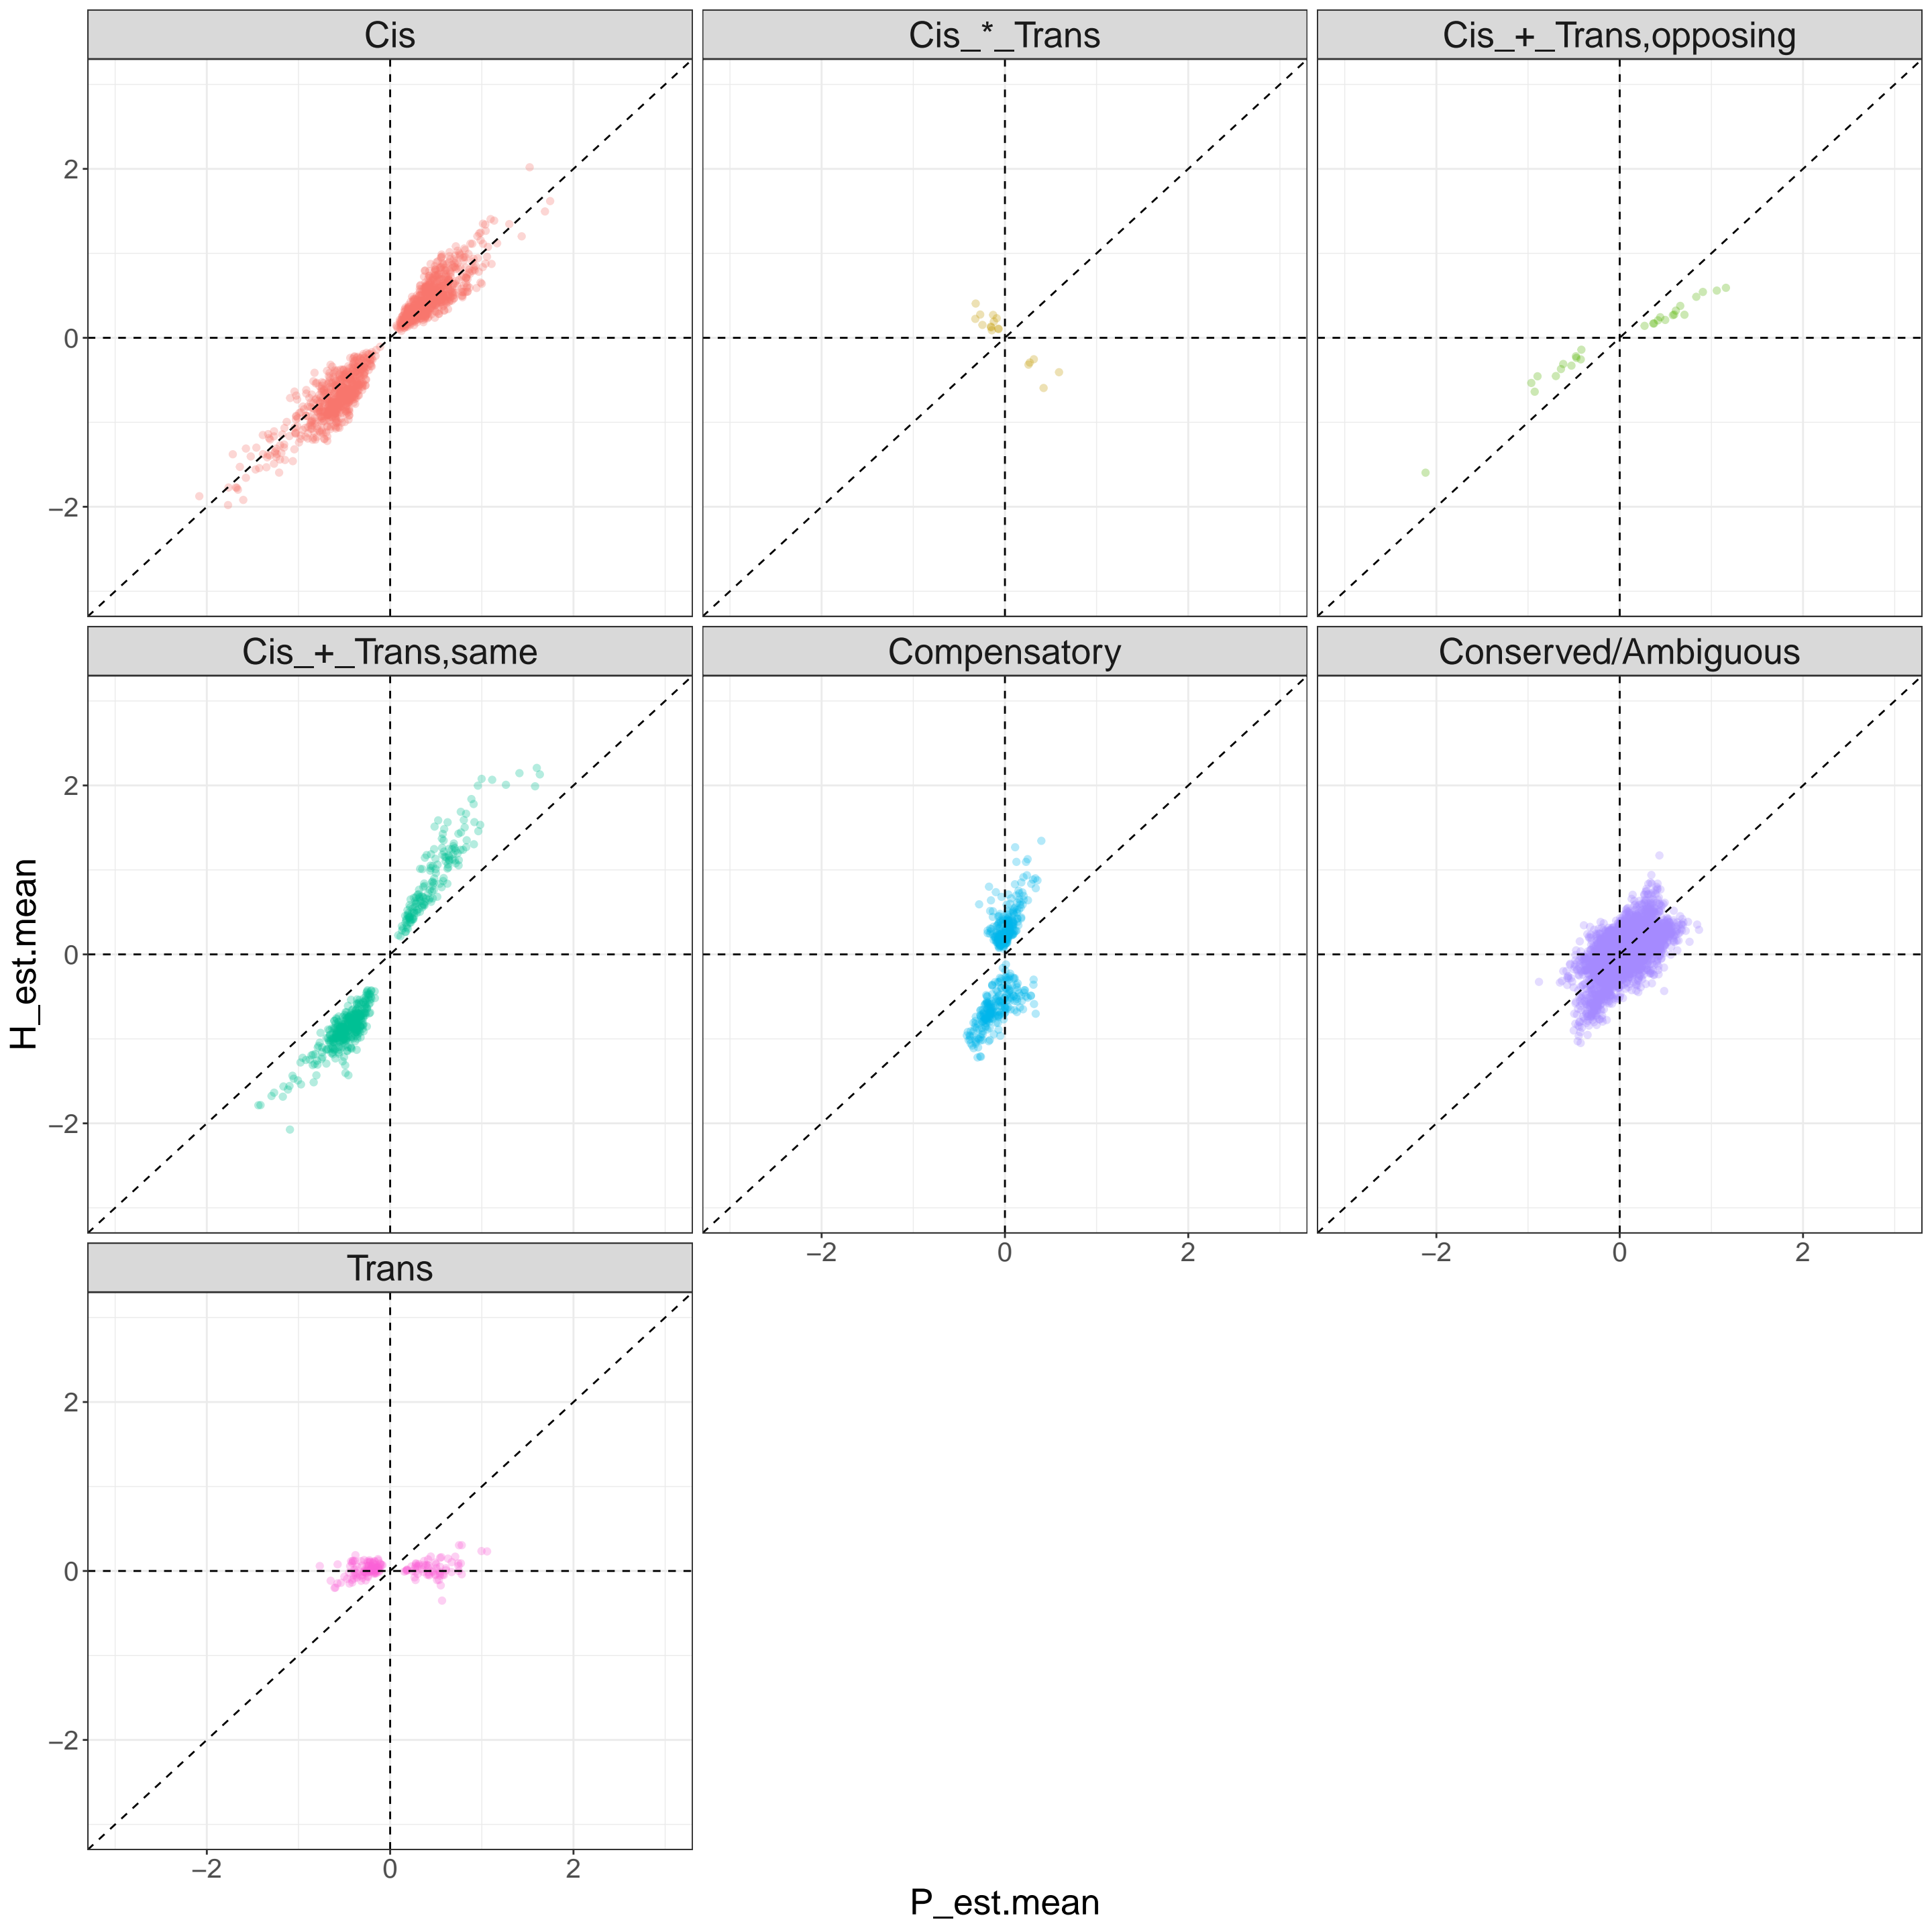 Cis
Cis_*_Trans
Cis_+_Trans,opposing
2
0
−2
Cis_+_Trans,same
Compensatory
Conserved/Ambiguous
2
0
−2
−2 0 2
−2 0 2
Trans
2
0
−2
−2 0 2
H_est.mean
P_est.mean